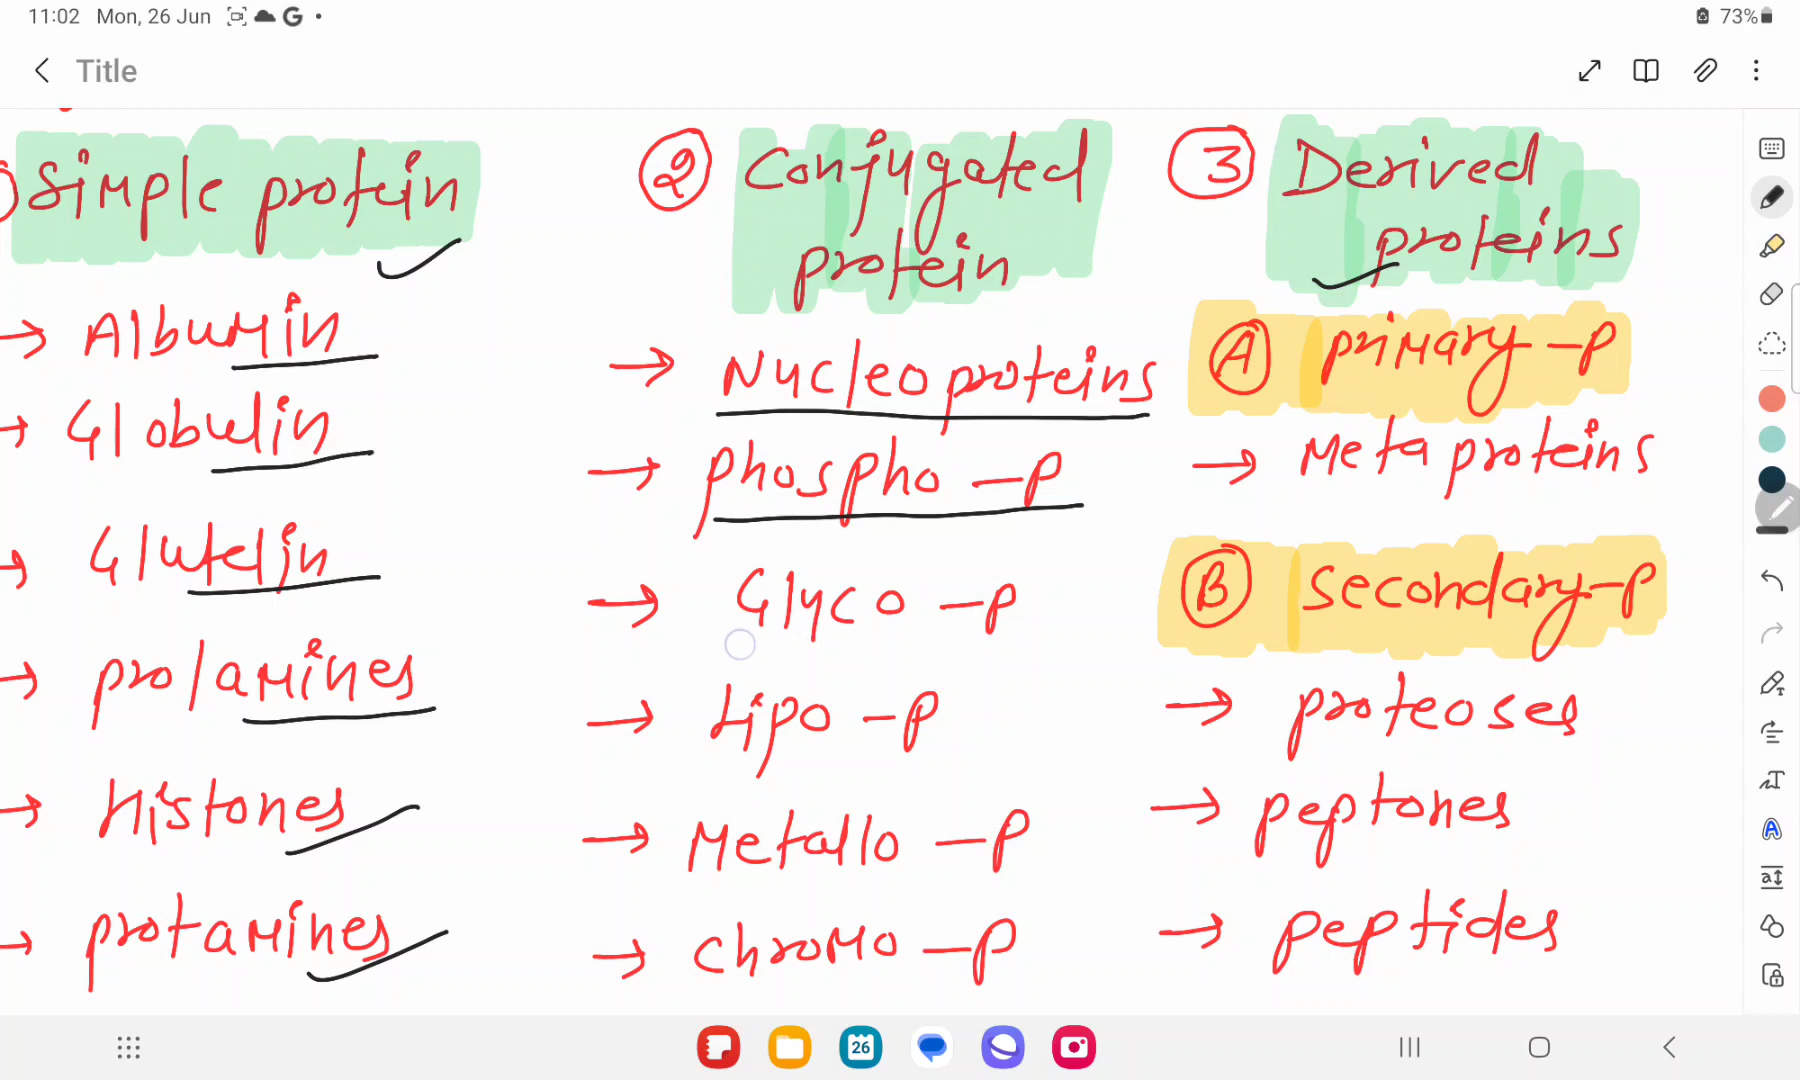 11:02 Mon, 26 Jun
73%
Title
Simple protein
→ Albumin
→ Globulin
→ Glutelin
→ prolamines
→ Histones
→ protamines
2 Conjugated
protein
→ Nucleoproteins
→ phospho-p
→ Glyco-p
→ Lipo-p
→ Metallo-p
→ chromo-p
3 Derived
proteins
A primary-p
→ Metaproteins
B Secondary-p
→ proteoses
→ peptones
→ peptides
26